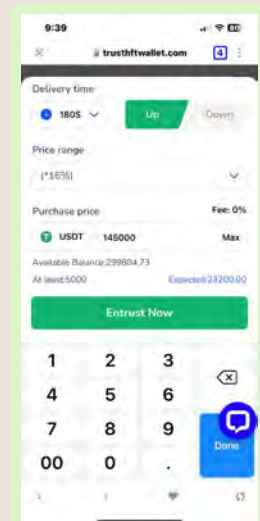 9:39
trusthftwallet.com 4
Delivery time
180S Up Down
Price range
(*16%)
Purchase price Fee: 0%
USDT 145000 Max
Available Balance:299804.73
At least:5000 Expected:23200.00
Entrust Now
1 2 3
4 5 6
7 8 9
Done
00 0 .